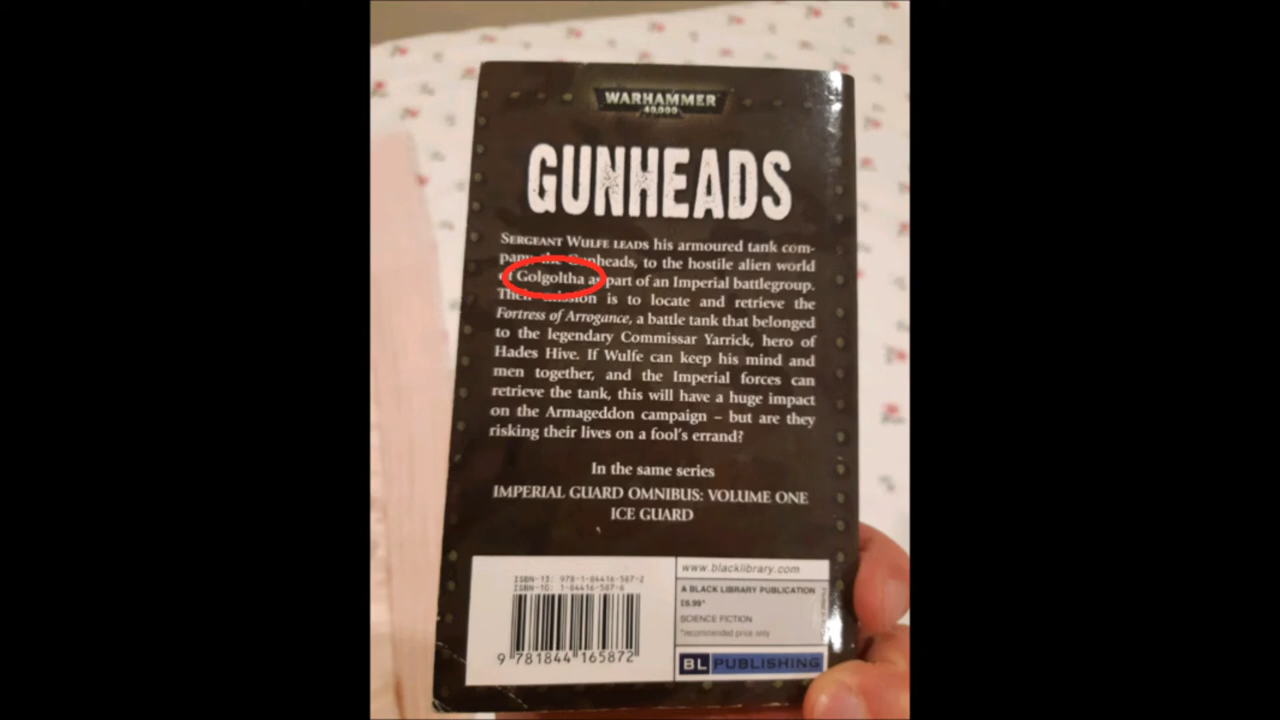 WARHAMMER
40,000
GUNHEADS
SERGEANT WULFE LEADS his armoured tank com-
pany, the Gunheads, to the hostile alien world
of Golgoltha as part of an Imperial battlegroup.
Their mission is to locate and retrieve the
Fortress of Arrogance, a battle tank that belonged
to the legendary Commissar Yarrick, hero of
Hades Hive. If Wulfe can keep his mind and
men together, and the Imperial forces can
retrieve the tank, this will have a huge impact
on the Armageddon campaign – but are they
risking their lives on a fool's errand?
In the same series
IMPERIAL GUARD OMNIBUS: VOLUME ONE
ICE GUARD
ISBN-13: 978-1-84416-587-2
ISBN-10: 1-84416-587-6
9 781844 165872
www.blacklibrary.com
A BLACK LIBRARY PUBLICATION
£6.99*
SCIENCE FICTION
*recommended price only
BL PUBLISHING